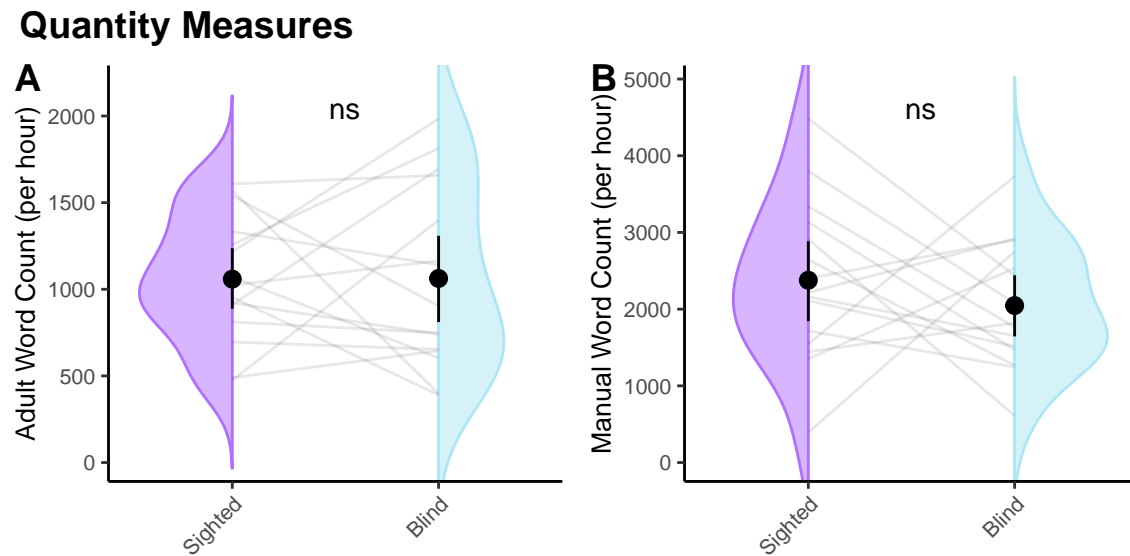 Quantity Measures
A
Adult Word Count (per hour)
2000
1500
1000
500
0
ns
Sighted
Blind
B
Manual Word Count (per hour)
5000
4000
3000
2000
1000
0
ns
Sighted
Blind